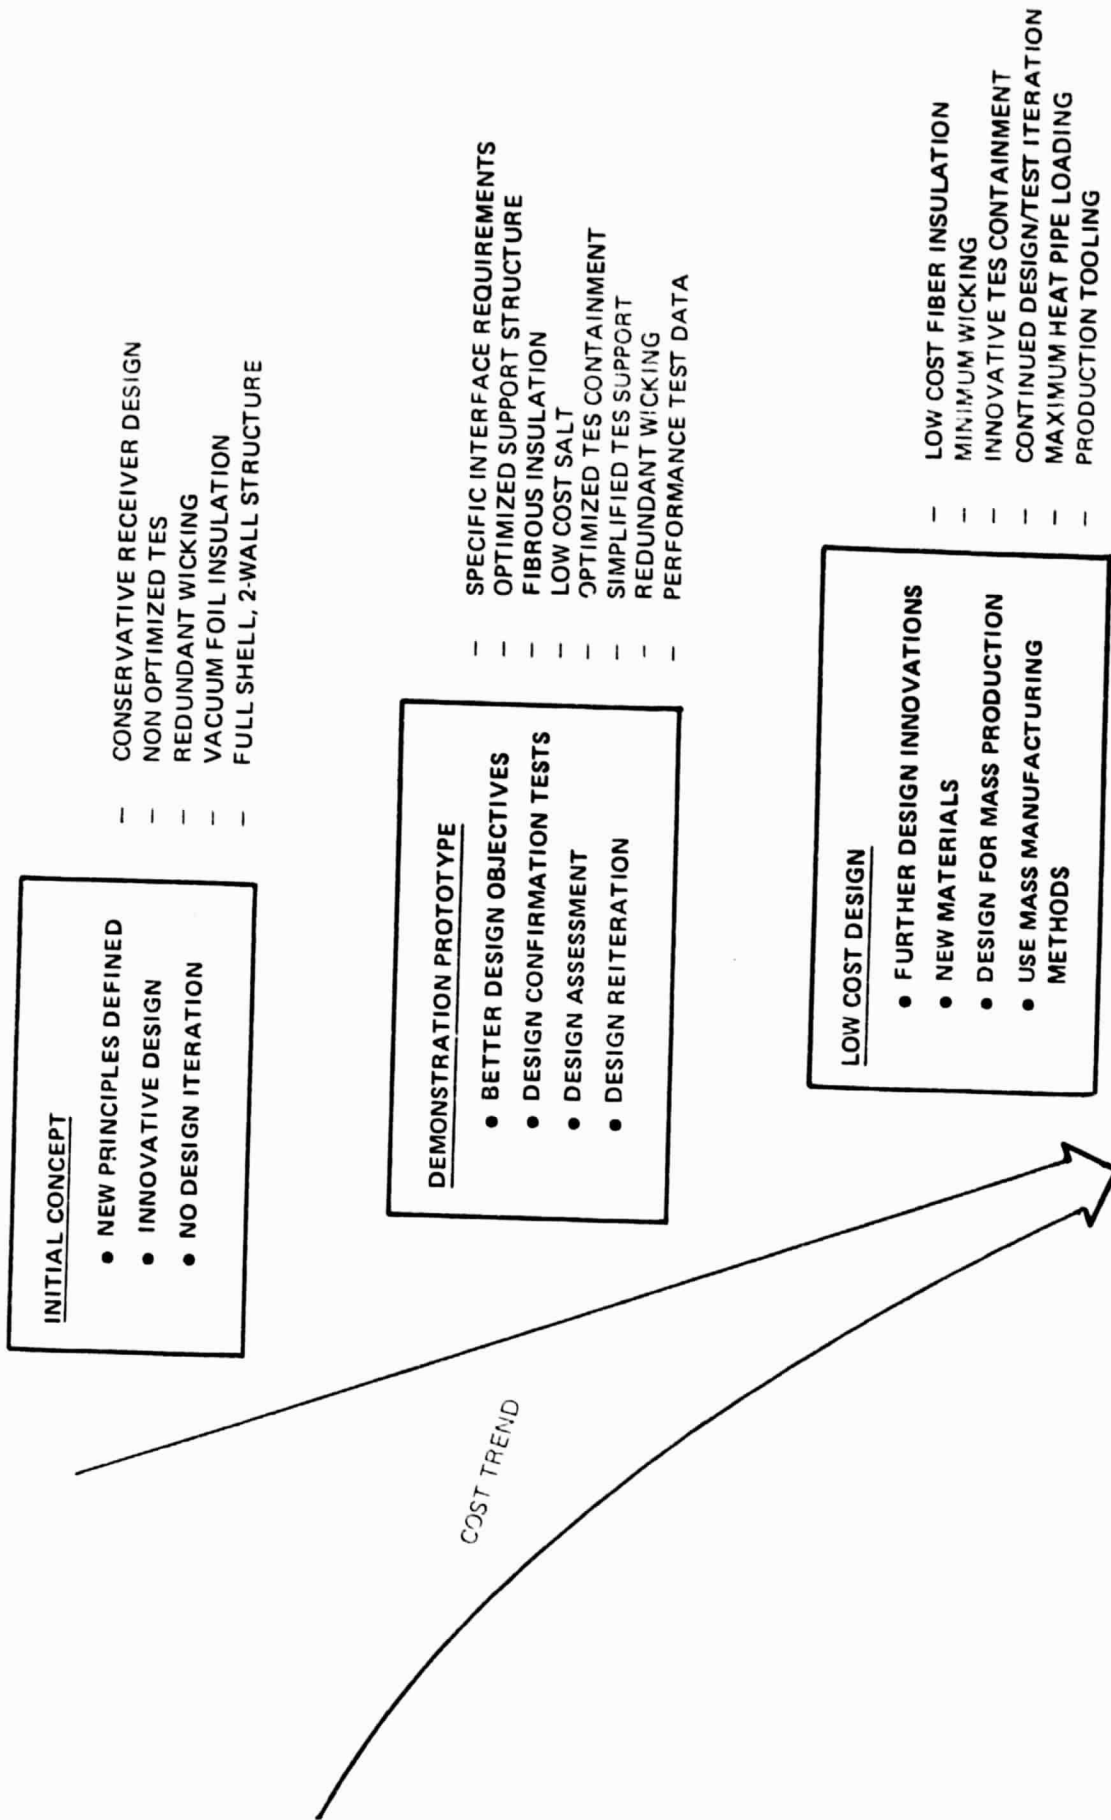 INITIAL CONCEPT
● NEW PRINCIPLES DEFINED
● INNOVATIVE DESIGN
● NO DESIGN ITERATION
– CONSERVATIVE RECEIVER DESIGN
– NON OPTIMIZED TES
– REDUNDANT WICKING
– VACUUM FOIL INSULATION
– FULL SHELL, 2-WALL STRUCTURE
COST TREND
DEMONSTRATION PROTOTYPE
● BETTER DESIGN OBJECTIVES
● DESIGN CONFIRMATION TESTS
● DESIGN ASSESSMENT
● DESIGN REITERATION
– SPECIFIC INTERFACE REQUIREMENTS
– OPTIMIZED SUPPORT STRUCTURE
– FIBROUS INSULATION
– LOW COST SALT
– OPTIMIZED TES CONTAINMENT
– SIMPLIFIED TES SUPPORT
– REDUNDANT WICKING
– PERFORMANCE TEST DATA
LOW COST DESIGN
● FURTHER DESIGN INNOVATIONS
● NEW MATERIALS
● DESIGN FOR MASS PRODUCTION
● USE MASS MANUFACTURING
METHODS
– LOW COST FIBER INSULATION
– MINIMUM WICKING
– INNOVATIVE TES CONTAINMENT
– CONTINUED DESIGN/TEST ITERATION
– MAXIMUM HEAT PIPE LOADING
– PRODUCTION TOOLING